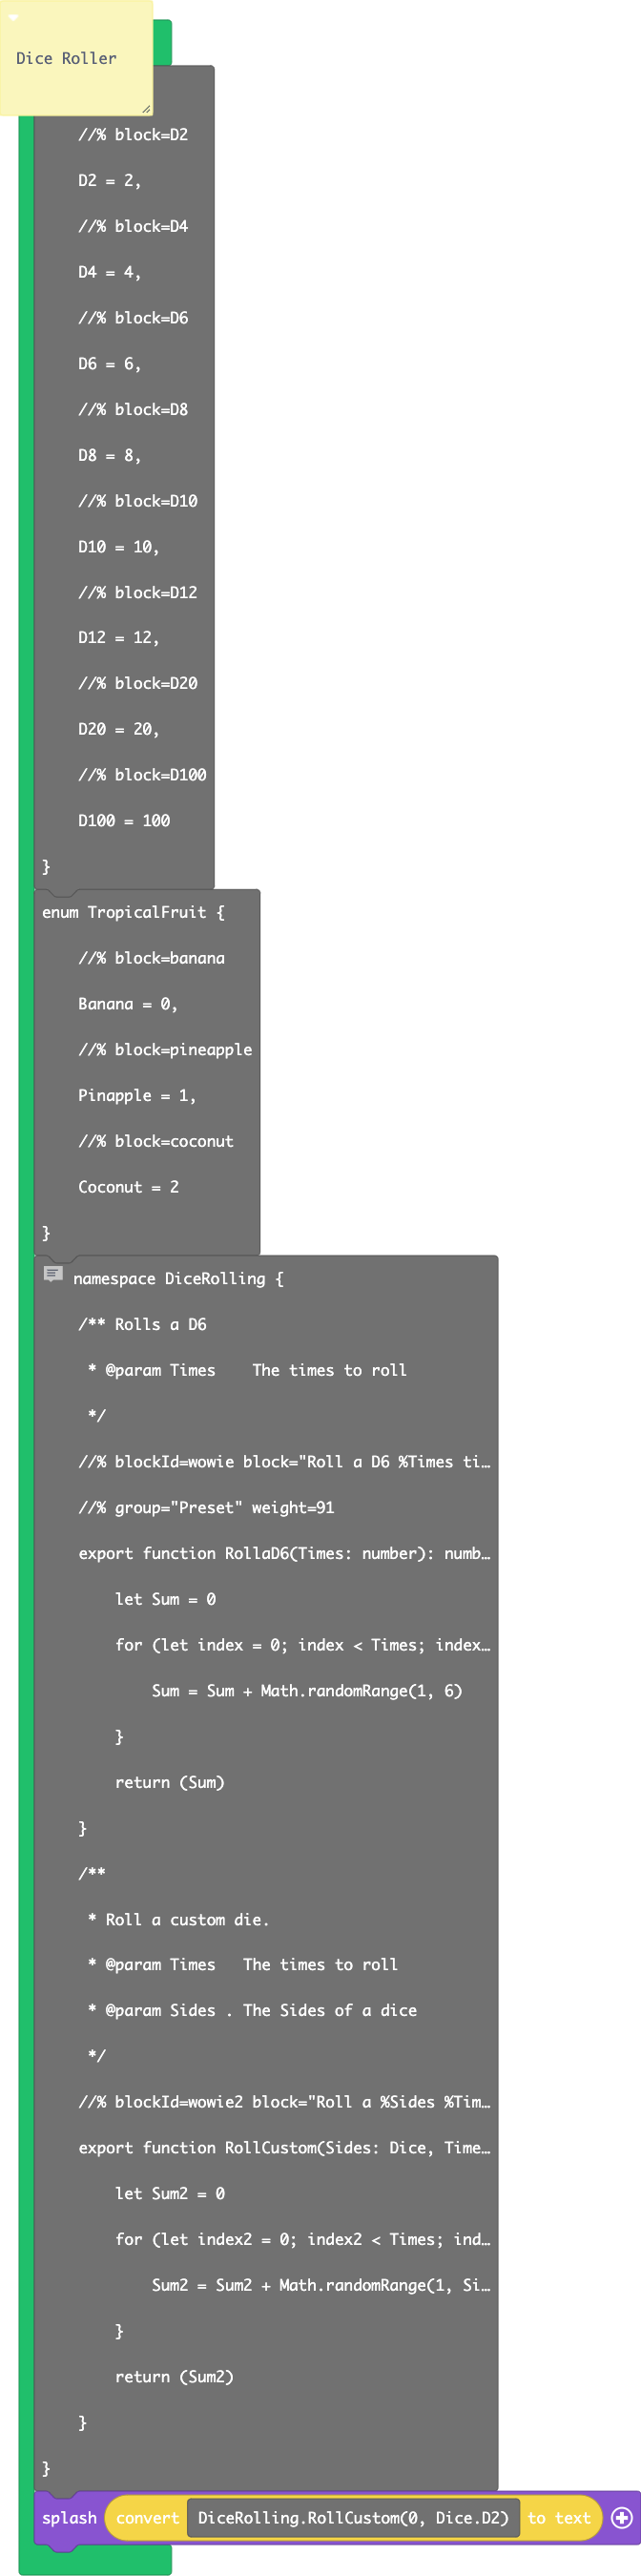 Dice Roller
//% block=D2
D2 = 2,
//% block=D4
D4 = 4,
//% block=D6
D6 = 6,
//% block=D8
D8 = 8,
//% block=D10
D10 = 10,
//% block=D12
D12 = 12,
//% block=D20
D20 = 20,
//% block=D100
D100 = 100
}
enum TropicalFruit {
//% block=banana
Banana = 0,
//% block=pineapple
Pinapple = 1,
//% block=coconut
Coconut = 2
}
namespace DiceRolling {
/** Rolls a D6
* @param Times    The times to roll
*/
//% blockId=wowie block="Roll a D6 %Times ti…
//% group="Preset" weight=91
export function RollaD6(Times: number): numb…
let Sum = 0
for (let index = 0; index < Times; index…
Sum = Sum + Math.randomRange(1, 6)
}
return (Sum)
}
/**
* Roll a custom die.
* @param Times   The times to roll
* @param Sides . The Sides of a dice
*/
//% blockId=wowie2 block="Roll a %Sides %Tim…
export function RollCustom(Sides: Dice, Time…
let Sum2 = 0
for (let index2 = 0; index2 < Times; ind…
Sum2 = Sum2 + Math.randomRange(1, Si…
}
return (Sum2)
}
}
splash convert DiceRolling.RollCustom(0, Dice.D2) to text